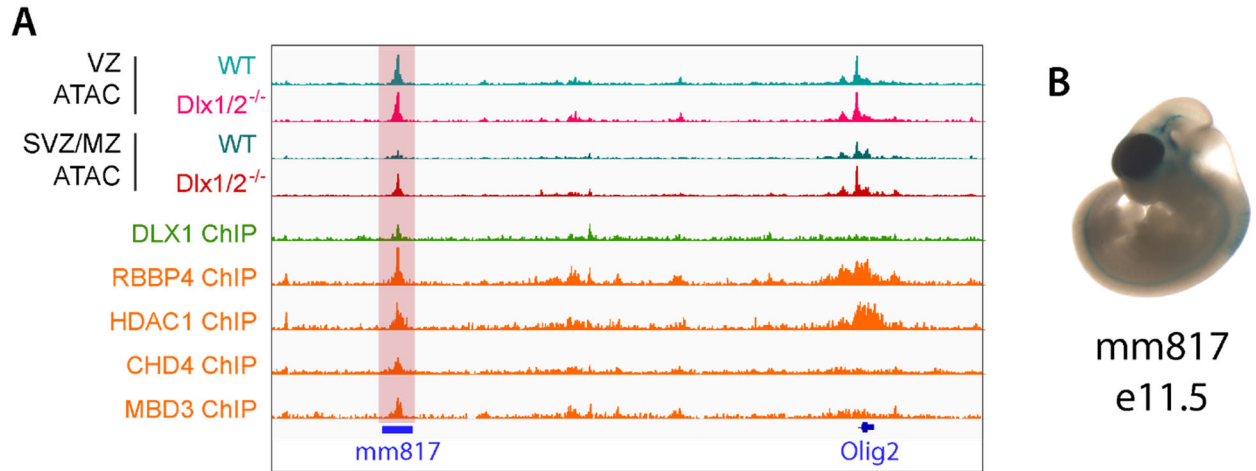 A
VZ
ATAC
WT
Dlx1/2-/-
SVZ/MZ
ATAC
WT
Dlx1/2-/-
DLX1 ChIP
RBBP4 ChIP
HDAC1 ChIP
CHD4 ChIP
MBD3 ChIP
mm817
Olig2
B
mm817
e11.5